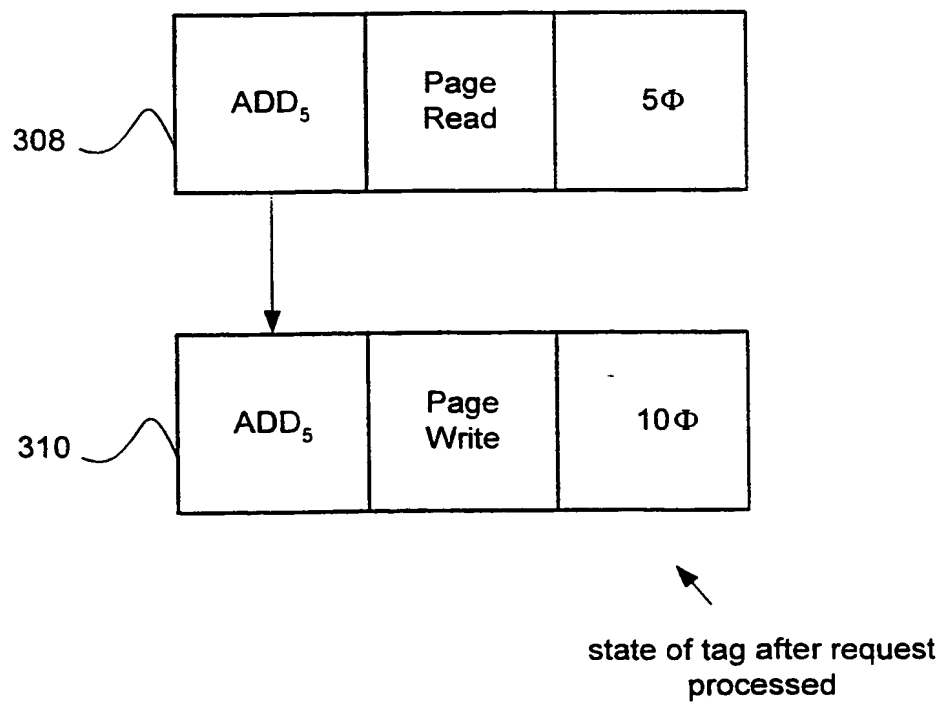 308
ADD₅
Page
Read
5Φ
310
ADD₅
Page
Write
10Φ
state of tag after request
processed